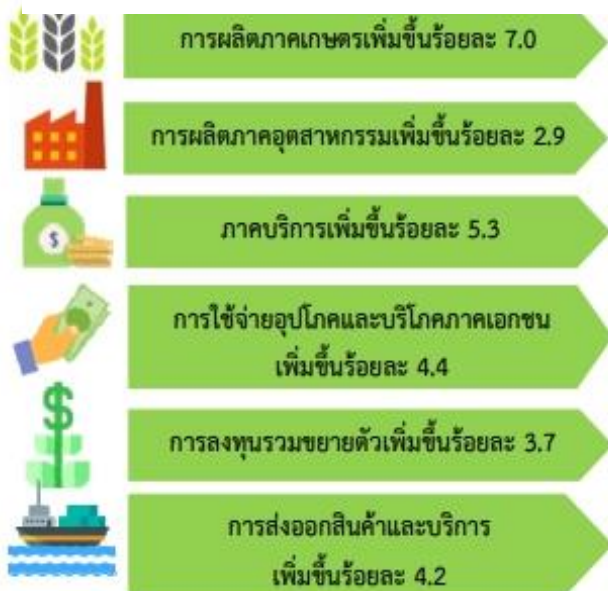 การผลิตภาคเกษตรเพิ่มขึ้นร้อยละ 7.0
การผลิตภาคอุตสาหกรรมเพิ่มขึ้นร้อยละ 2.9
ภาคบริการเพิ่มขึ้นร้อยละ 5.3
การใช้จ่ายอุปโภคและบริโภคภาคเอกชน
เพิ่มขึ้นร้อยละ 4.4
การลงทุนรวมขยายตัวเพิ่มขึ้นร้อยละ 3.7
การส่งออกสินค้าและบริการ
เพิ่มขึ้นร้อยละ 4.2